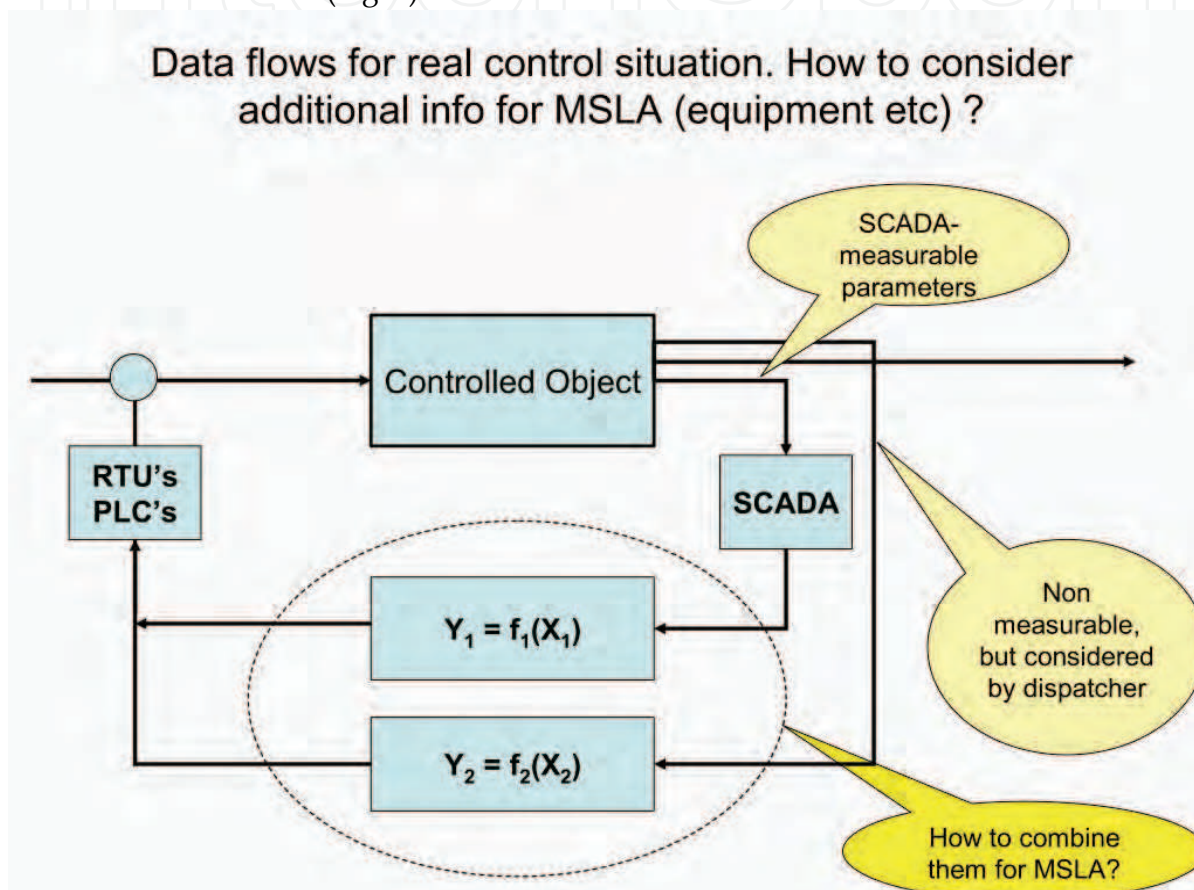 Data flows for real control situation. How to consider
additional info for MSLA (equipment etc) ?
SCADA-
measurable
parameters
Controlled Object
RTU's
PLC's
SCADA
Y₁ = f₁(X₁)
Non
measurable,
but considered
by dispatcher
Y₂ = f₂(X₂)
How to combine
them for MSLA?